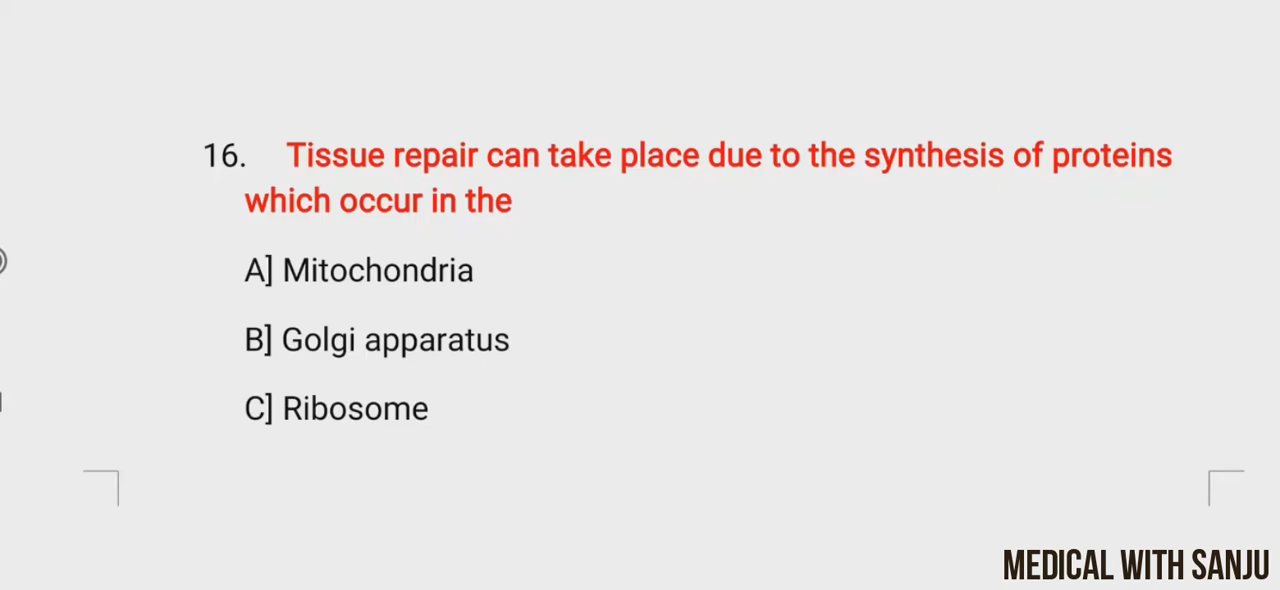 16. Tissue repair can take place due to the synthesis of proteins
which occur in the
A] Mitochondria
B] Golgi apparatus
C] Ribosome
MEDICAL WITH SANJU